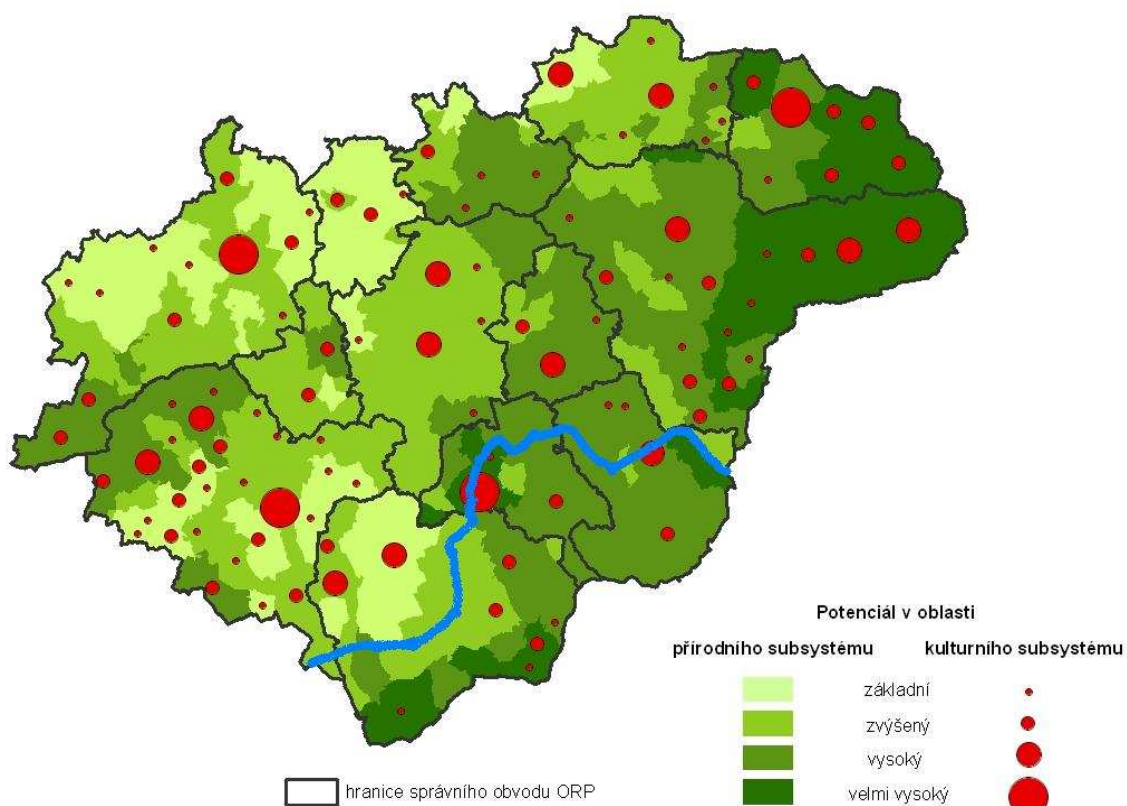 Potenciál v oblasti
přírodního subsystému kulturního subsystému
základní
zvýšený
vysoký
velmi vysoký
hranice správního obvodu ORP